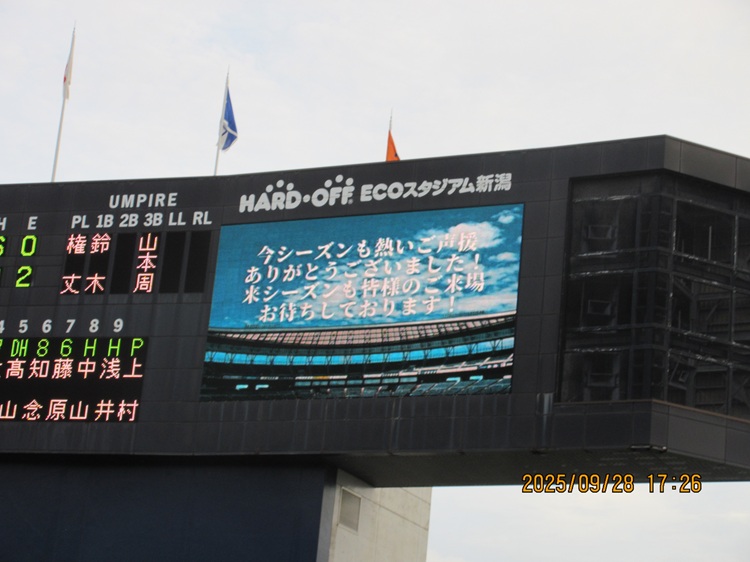 UMPIRE
HARD・OFF ECOスタジアム新潟
H E
PL 1B 2B 3B LL RL
6 0
2
権 鈴 山本
丈 木 周
今シーズンも熱いご声援
ありがとうございました！
来シーズンも皆様のご来場
お待ちしております！
4 5 6 7 8 9
7 DH 8 6 H H P
髙 知 藤 中 浅 上
山 念 原 山 井 村
2025/09/28 17:26